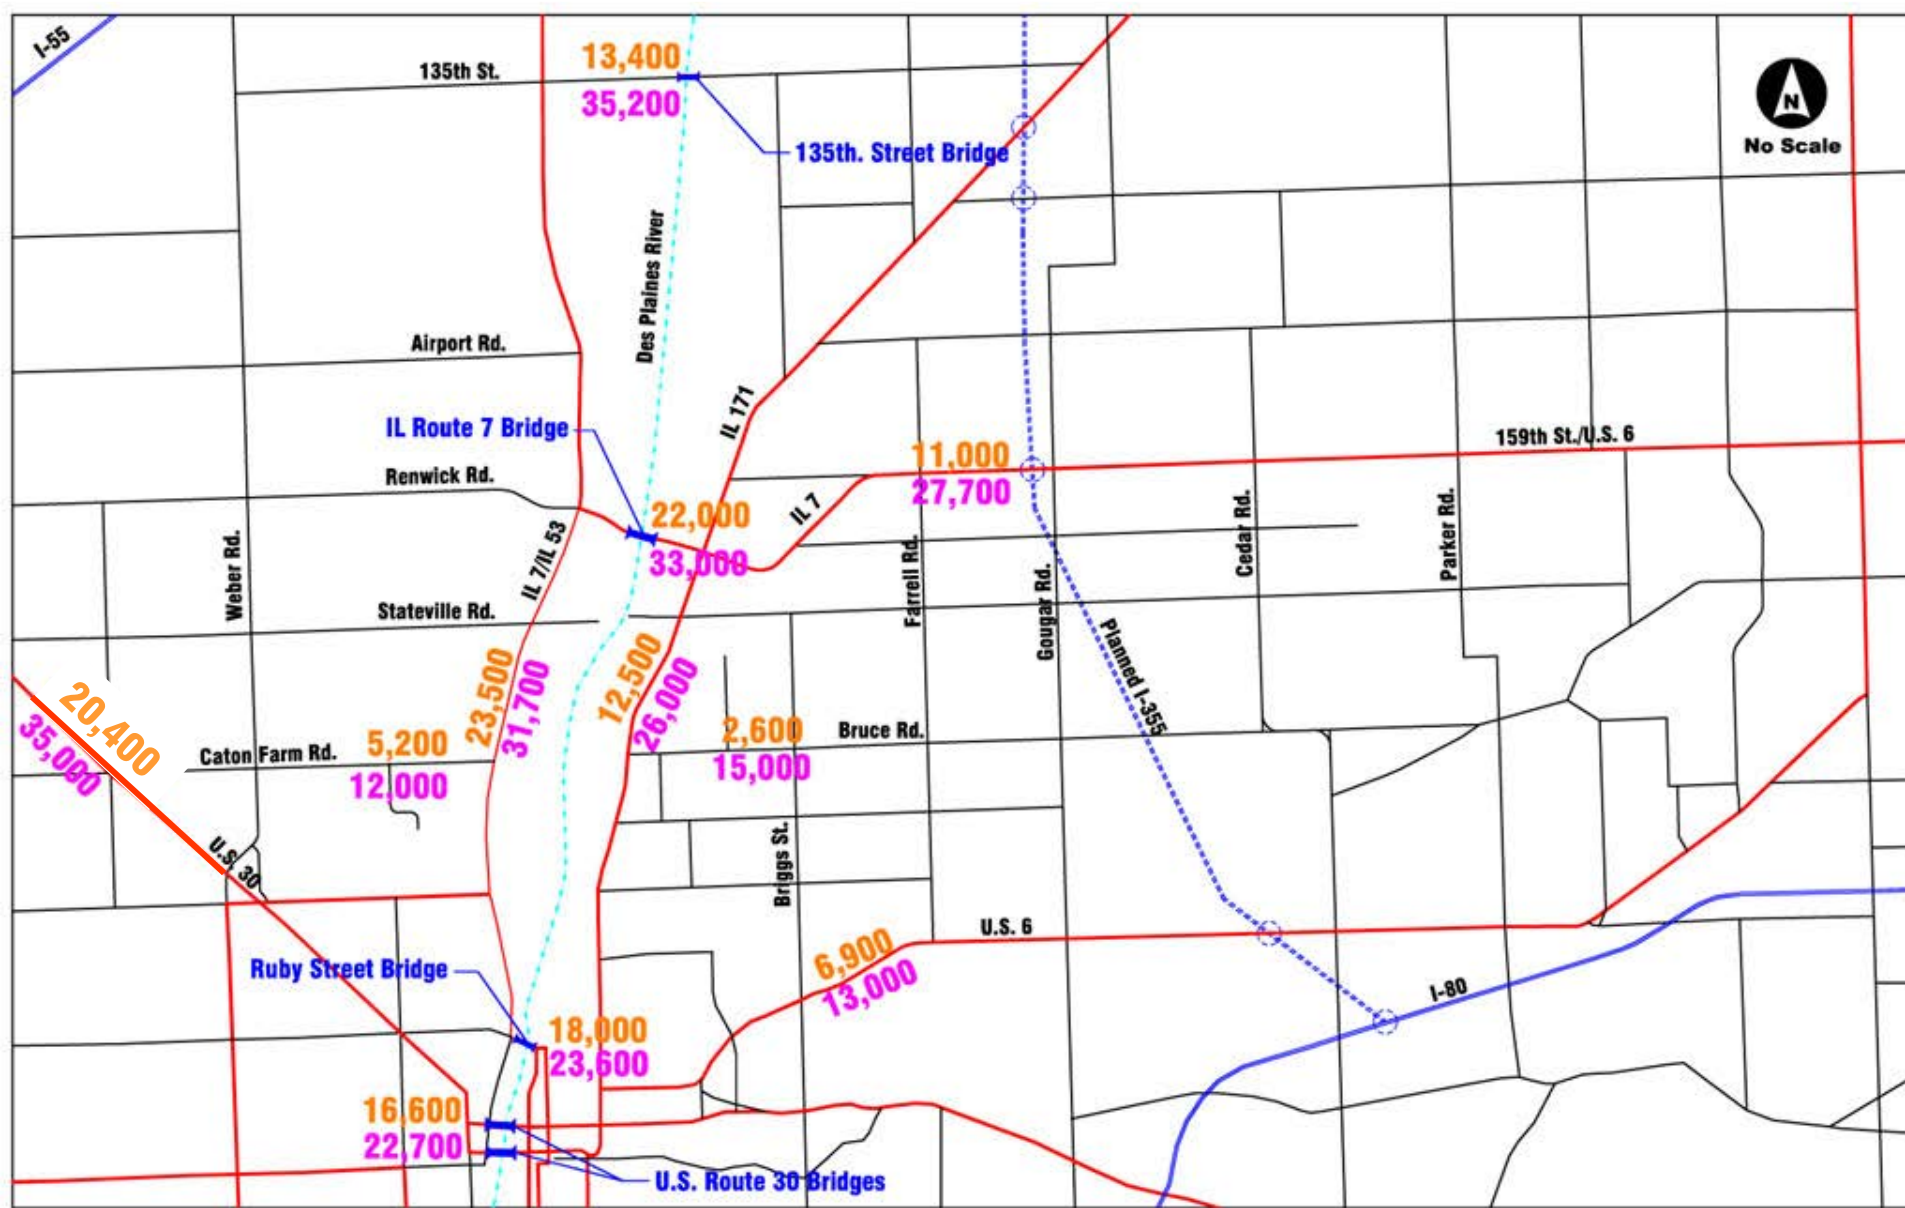 I-55
13,400
135th St.
35,200
135th. Street Bridge
N
No Scale
Des Plaines River
Airport Rd.
IL 171
IL Route 7 Bridge
159th St./U.S. 6
11,000
Renwick Rd.
27,700
IL 7
22,000
33,000
IL 7/IL 53
Weber Rd.
Farrell Rd.
Gougar Rd.
Cedar Rd.
Parker Rd.
Stateville Rd.
Planned I-355
23,500
31,700
12,500
26,000
20,400
35,000
5,200
Caton Farm Rd.
12,000
2,600
Bruce Rd.
15,000
U.S. 30
Briggs St.
U.S. 6
6,900
13,000
Ruby Street Bridge
I-80
18,000
23,600
16,600
22,700
U.S. Route 30 Bridges